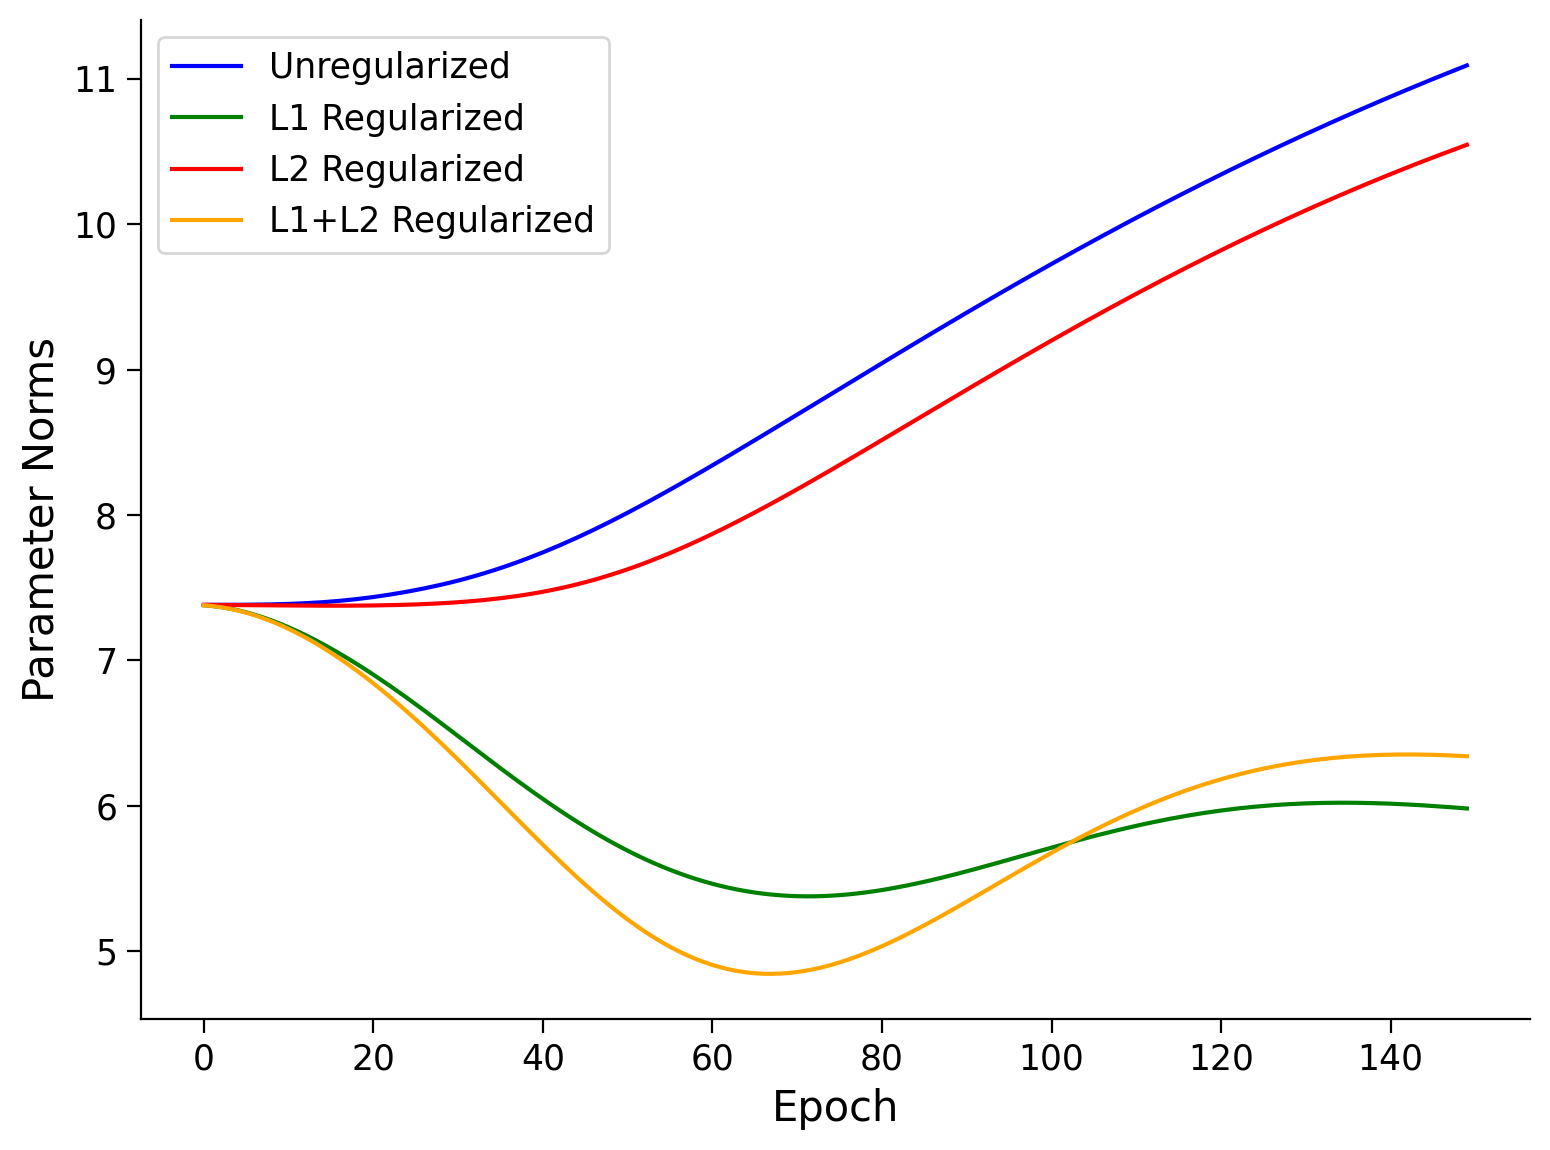 Unregularized
L1 Regularized
L2 Regularized
L1+L2 Regularized
Parameter Norms
11
10
9
8
7
6
5
0 20 40 60 80 100 120 140
Epoch